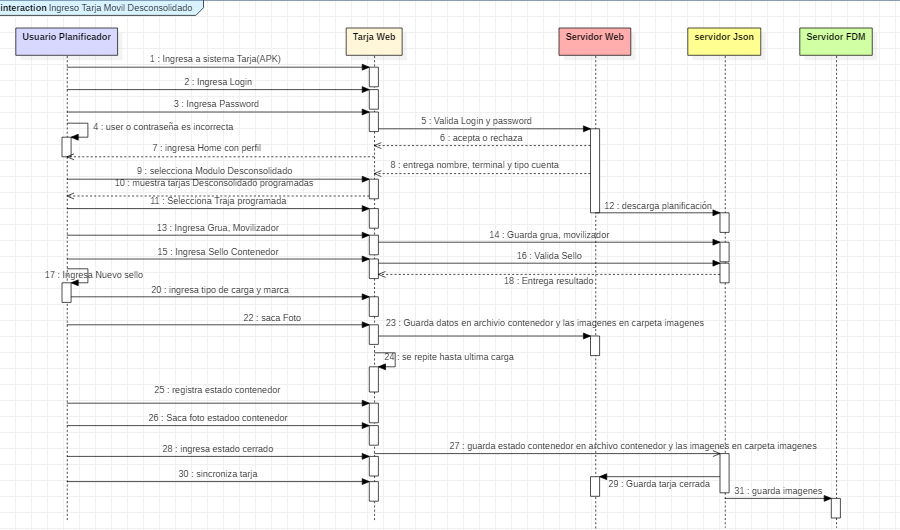 interaction Ingreso Tarja Movil Desconsolidado
Usuario Planificador
Tarja Web
Servidor Web
servidor Json
Servidor FDM
1 : Ingresa a sistema Tarja(APK)
2 : Ingresa Login
3 : Ingresa Password
4 : user o contraseña es incorrecta
5 : Valida Login y password
6 : acepta o rechaza
7 : ingresa Home con perfil
8 : entrega nombre, terminal y tipo cuenta
9 : selecciona Modulo Desconsolidado
10 : muestra tarjas Desconsolidado programadas
11 : Selecciona Traja programada
12 : descarga planificación
13 : Ingresa Grua, Movilizador
14 : Guarda grua, movilizador
15 : Ingresa Sello Contenedor
16 : Valida Sello
17 : Ingresa Nuevo sello
18 : Entrega resultado
20 : ingresa tipo de carga y marca
22 : saca Foto
23 : Guarda datos en archivio contenedor y las imagenes en carpeta imagenes
24 : se repite hasta ultima carga
25 : registra estado contenedor
26 : Saca foto estadoo contenedor
27 : guarda estado contenedor en archivo contenedor y las imagenes en carpeta imagenes
28 : ingresa estado cerrado
29 : Guarda tarja cerrada
30 : sincroniza tarja
31 : guarda imagenes